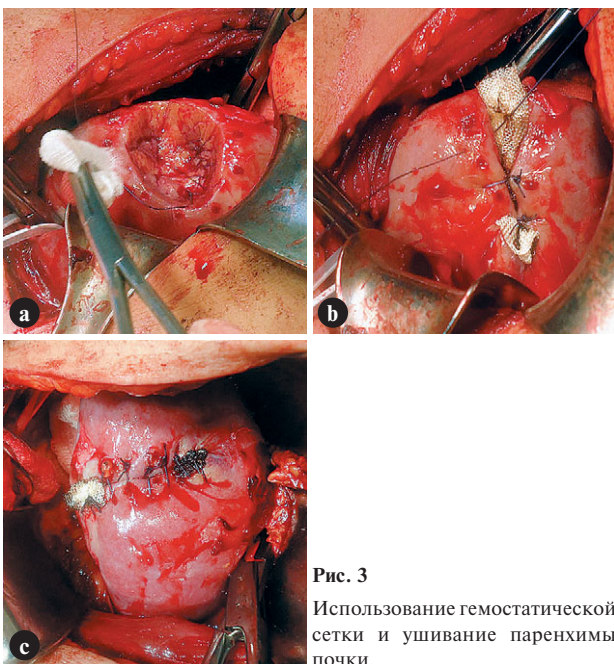 a
b
c
Рис. 3
Использование гемостатической
сетки и ушивание паренхимы
почки